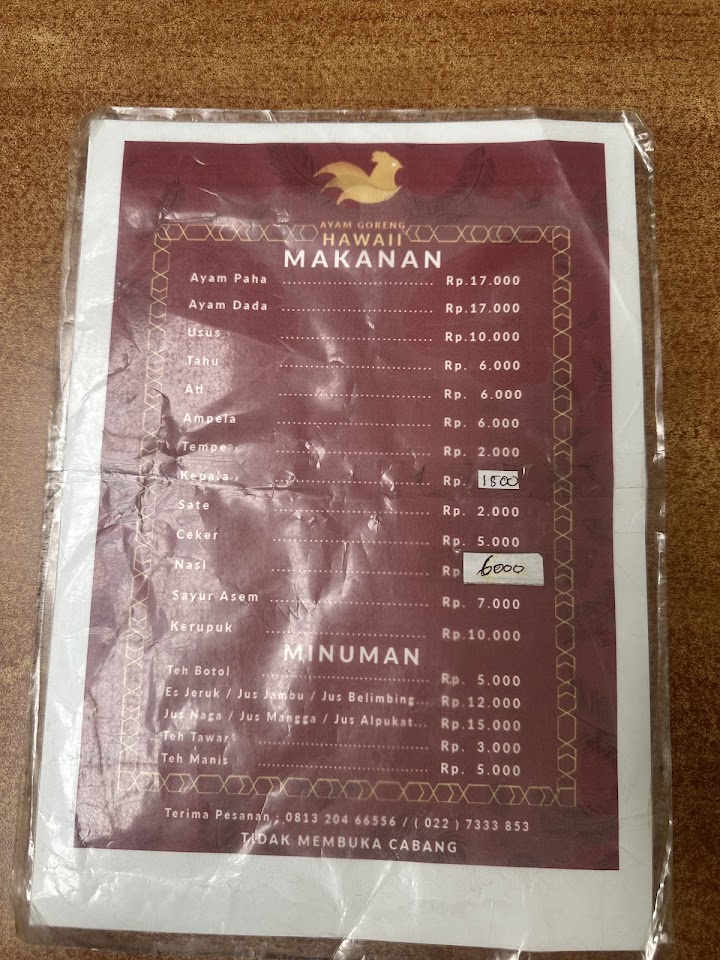 AYAM GORENG
HAWAII
MAKANAN
Ayam Paha ........................... Rp.17.000
Ayam Dada ........................... Rp.17.000
Usus ........................... Rp.10.000
Tahu ........................... Rp. 6.000
Ati ........................... Rp. 6.000
Ampela ........................... Rp. 6.000
Tempe ........................... Rp. 2.000
Kepala ........................... Rp. 1800
Sate ........................... Rp. 2.000
Ceker ........................... Rp. 5.000
Nasi ........................... Rp 6000
Sayur Asem ........................... Rp. 7.000
Kerupuk ........................... Rp.10.000
MINUMAN
Teh Botol ........................... Rp. 5.000
Es Jeruk / Jus Jambu / Jus Belimbing... Rp.12.000
Jus Naga / Jus Mangga / Jus Alpukat... Rp.15.000
Teh Tawar ........................... Rp. 3.000
Teh Manis ........................... Rp. 5.000
Terima Pesanan : 0813 204 66556 / ( 022 ) 7333 853
TIDAK MEMBUKA CABANG